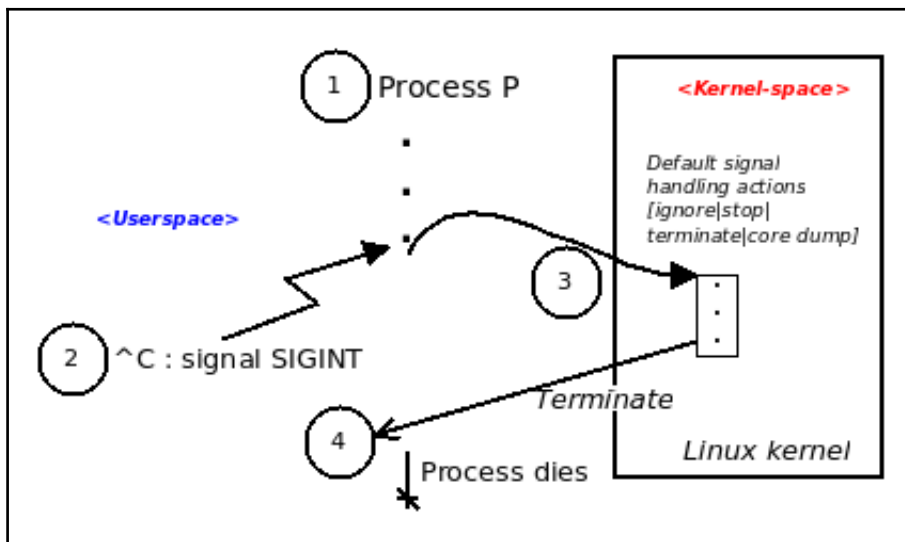 1 Process P
<Kernel-space>
Default signal
handling actions
[ignore|stop|
terminate|core dump]
<Userspace>
3
2 ^C : signal SIGINT
Terminate
4
Process dies
Linux kernel